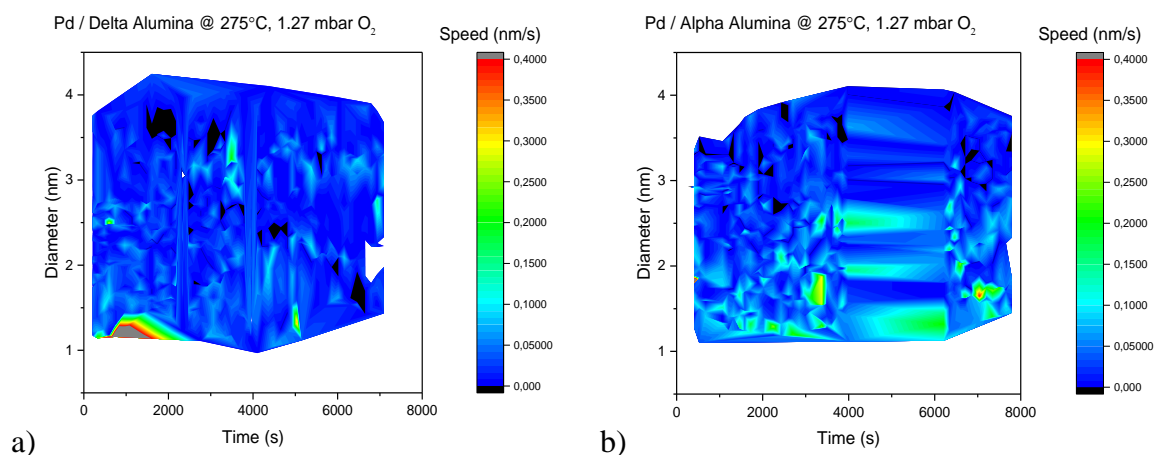 Pd / Delta Alumina @ 275°C, 1.27 mbar O₂
Speed (nm/s)
0,4000
0,3500
0,3000
0,2500
0,2000
0,1500
0,1000
0,05000
0,000
4
3
2
1
Diameter (nm)
0 2000 4000 6000 8000
Time (s)
a)
Pd / Alpha Alumina @ 275°C, 1.27 mbar O₂
Speed (nm/s)
0,4000
0,3500
0,3000
0,2500
0,2000
0,1500
0,1000
0,05000
0,000
4
3
2
1
Diameter (nm)
0 2000 4000 6000 8000
Time (s)
b)